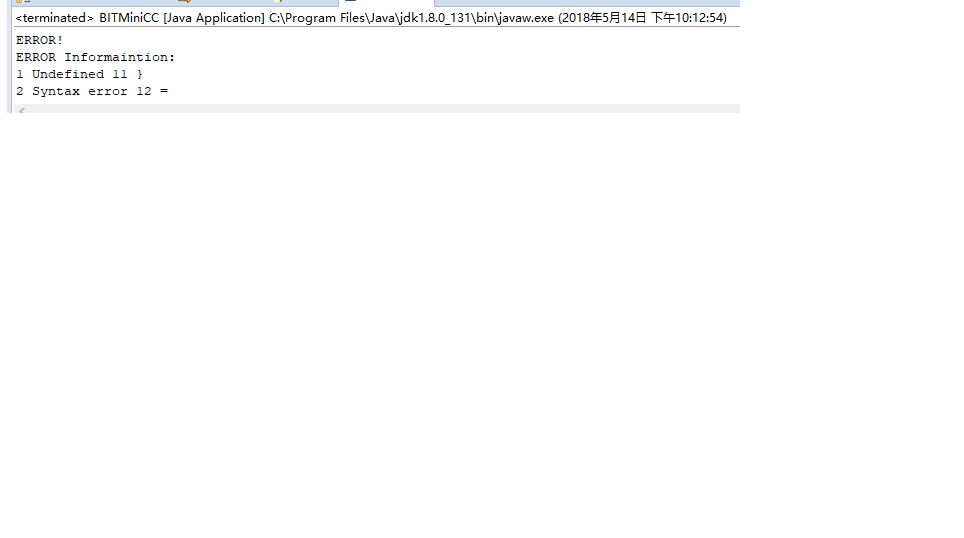 <terminated> BITMiniCC [Java Application] C:\Program Files\Java\jdk1.8.0_131\bin\javaw.exe (2018年5月14日 下午10:12:54)
ERROR!
ERROR Informaintion:
1 Undefined 11 }
2 Syntax error 12 =